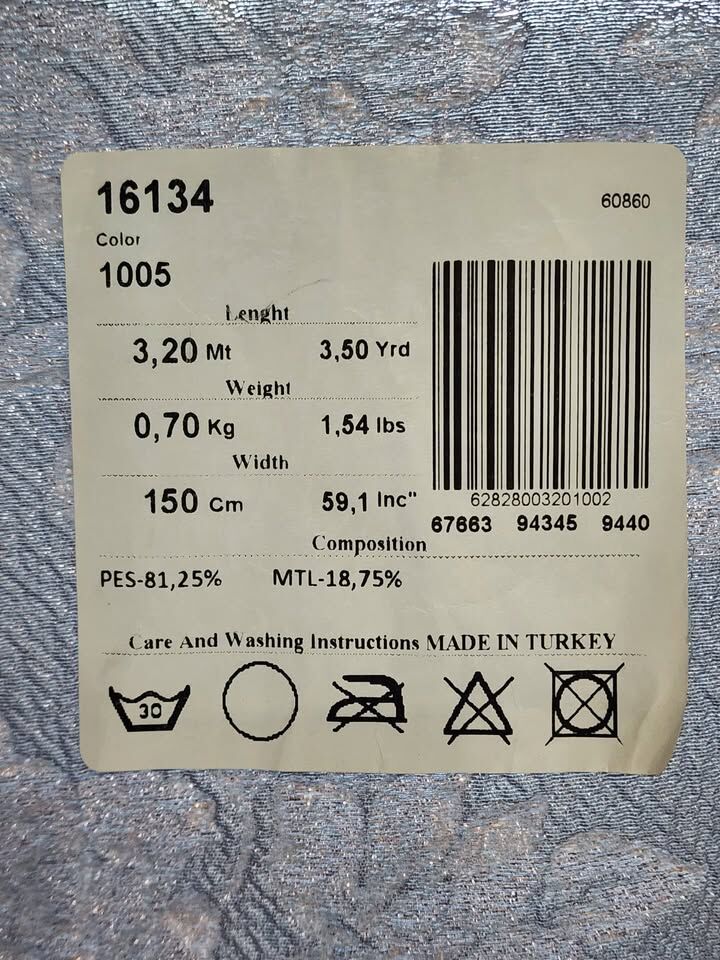 16134
60860
Color
1005
Lenght
3,20 Mt 3,50 Yrd
Weight
0,70 Kg 1,54 lbs
Width
150 Cm 59,1 Inc"
62828003201002
67663 94345 9440
Composition
PES-81,25% MTL-18,75%
Care And Washing Instructions MADE IN TURKEY
30